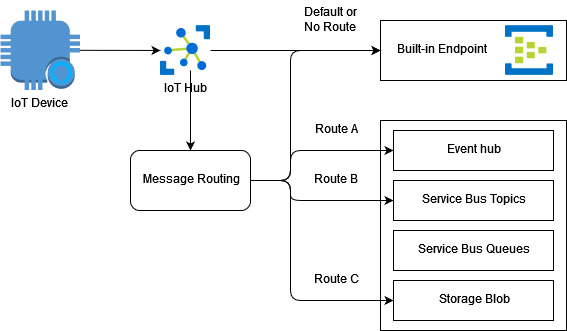 Default or
No Route
Built-in Endpoint
IoT Device
IoT Hub
Route A
Event hub
Message Routing
Route B
Service Bus Topics
Service Bus Queues
Route C
Storage Blob